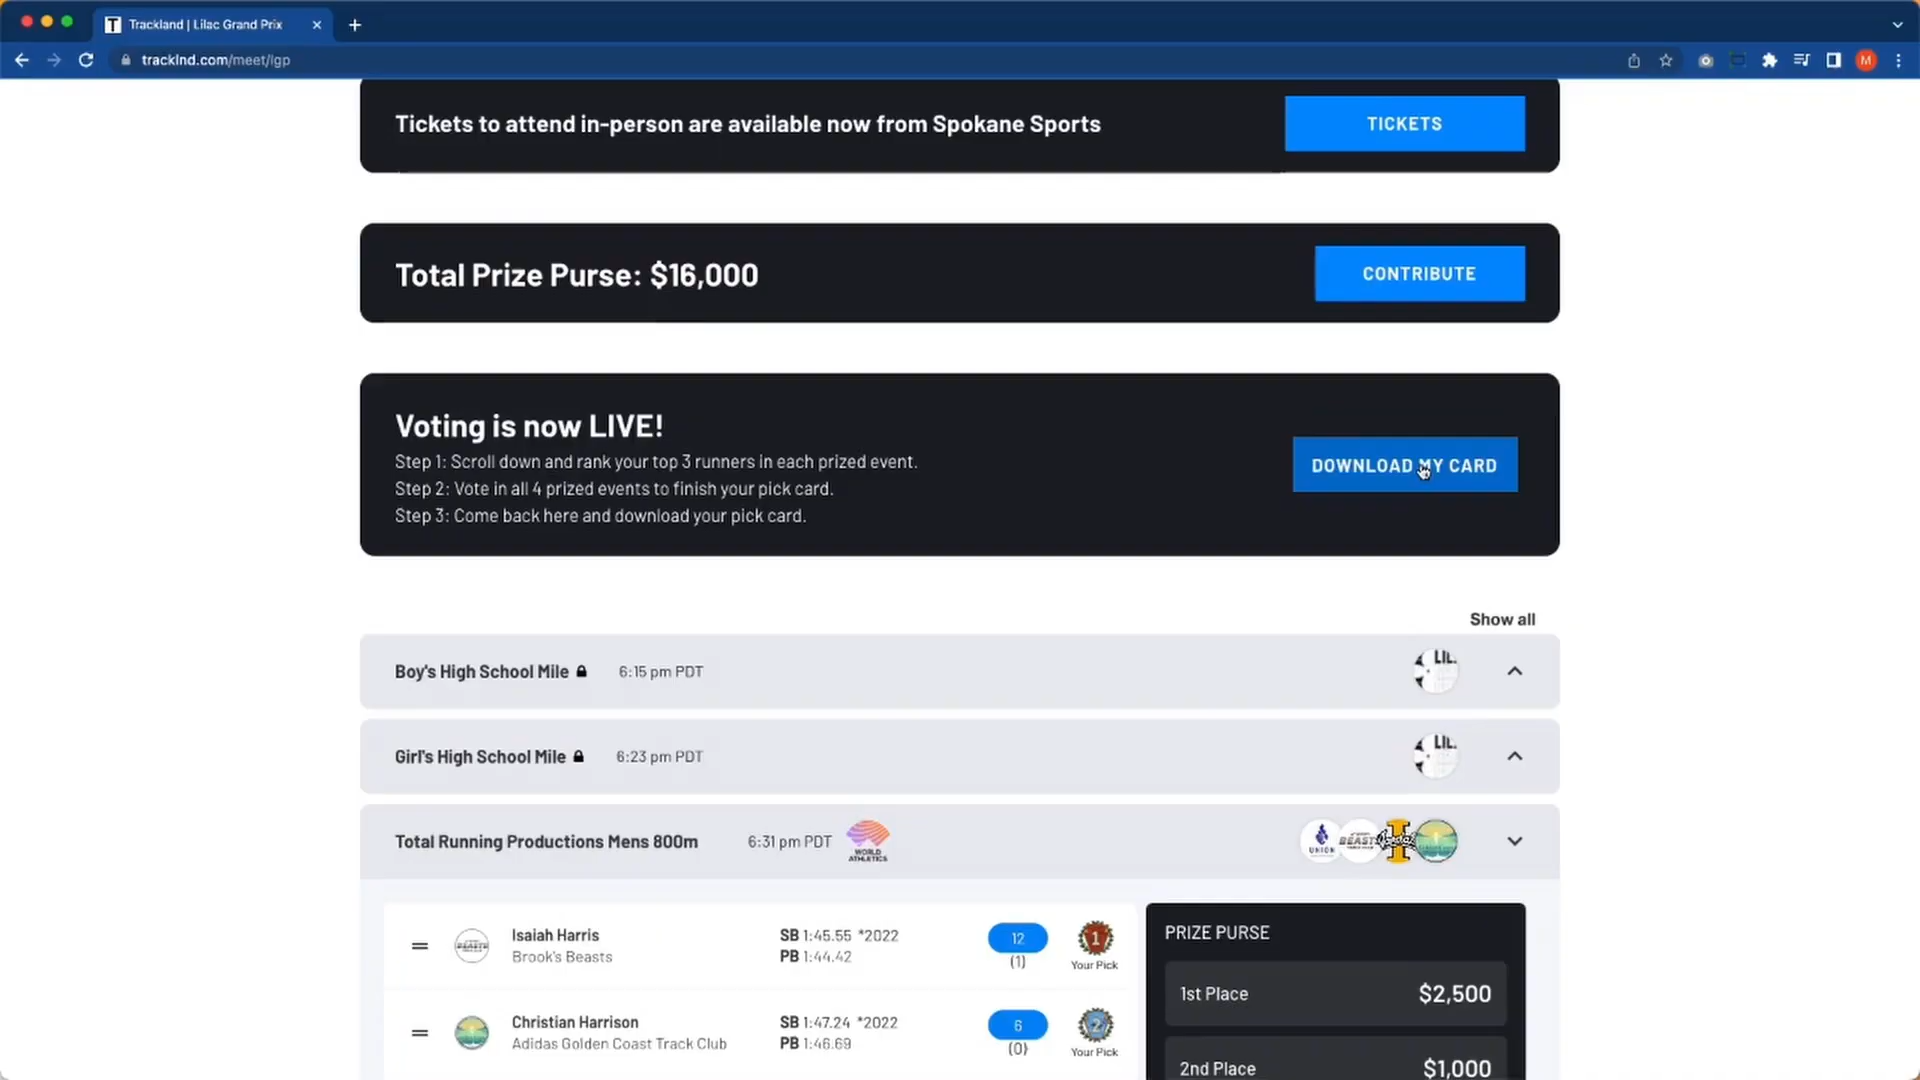 Trackland | Lilac Grand Prix
tracklnd.com/meet/lgp
M
Tickets to attend in-person are available now from Spokane Sports
TICKETS
Total Prize Purse: $16,000
CONTRIBUTE
Voting is now LIVE!
Step 1: Scroll down and rank your top 3 runners in each prized event.
Step 2: Vote in all 4 prized events to finish your pick card.
Step 3: Come back here and download your pick card.
DOWNLOAD MY CARD
Show all
Boy's High School Mile 6:15 pm PDT
LIL
Girl's High School Mile 6:23 pm PDT
LIL
Total Running Productions Mens 800m 6:31 pm PDT
WORLD
ATHLETICS
UNION
BEASTS
Isaiah Harris
Brook's Beasts
SB 1:45.55 *2022
PB 1:44.42
12
(1)
1
Your Pick
Christian Harrison
Adidas Golden Coast Track Club
SB 1:47.24 *2022
PB 1:46.69
6
(0)
2
Your Pick
PRIZE PURSE
1st Place $2,500
2nd Place $1,000